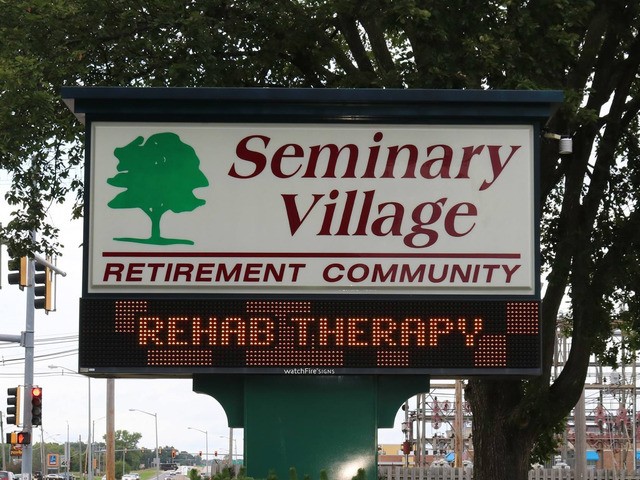 Seminary
Village
RETIREMENT COMMUNITY
REHAB THERAPY
watchFire SIGNS